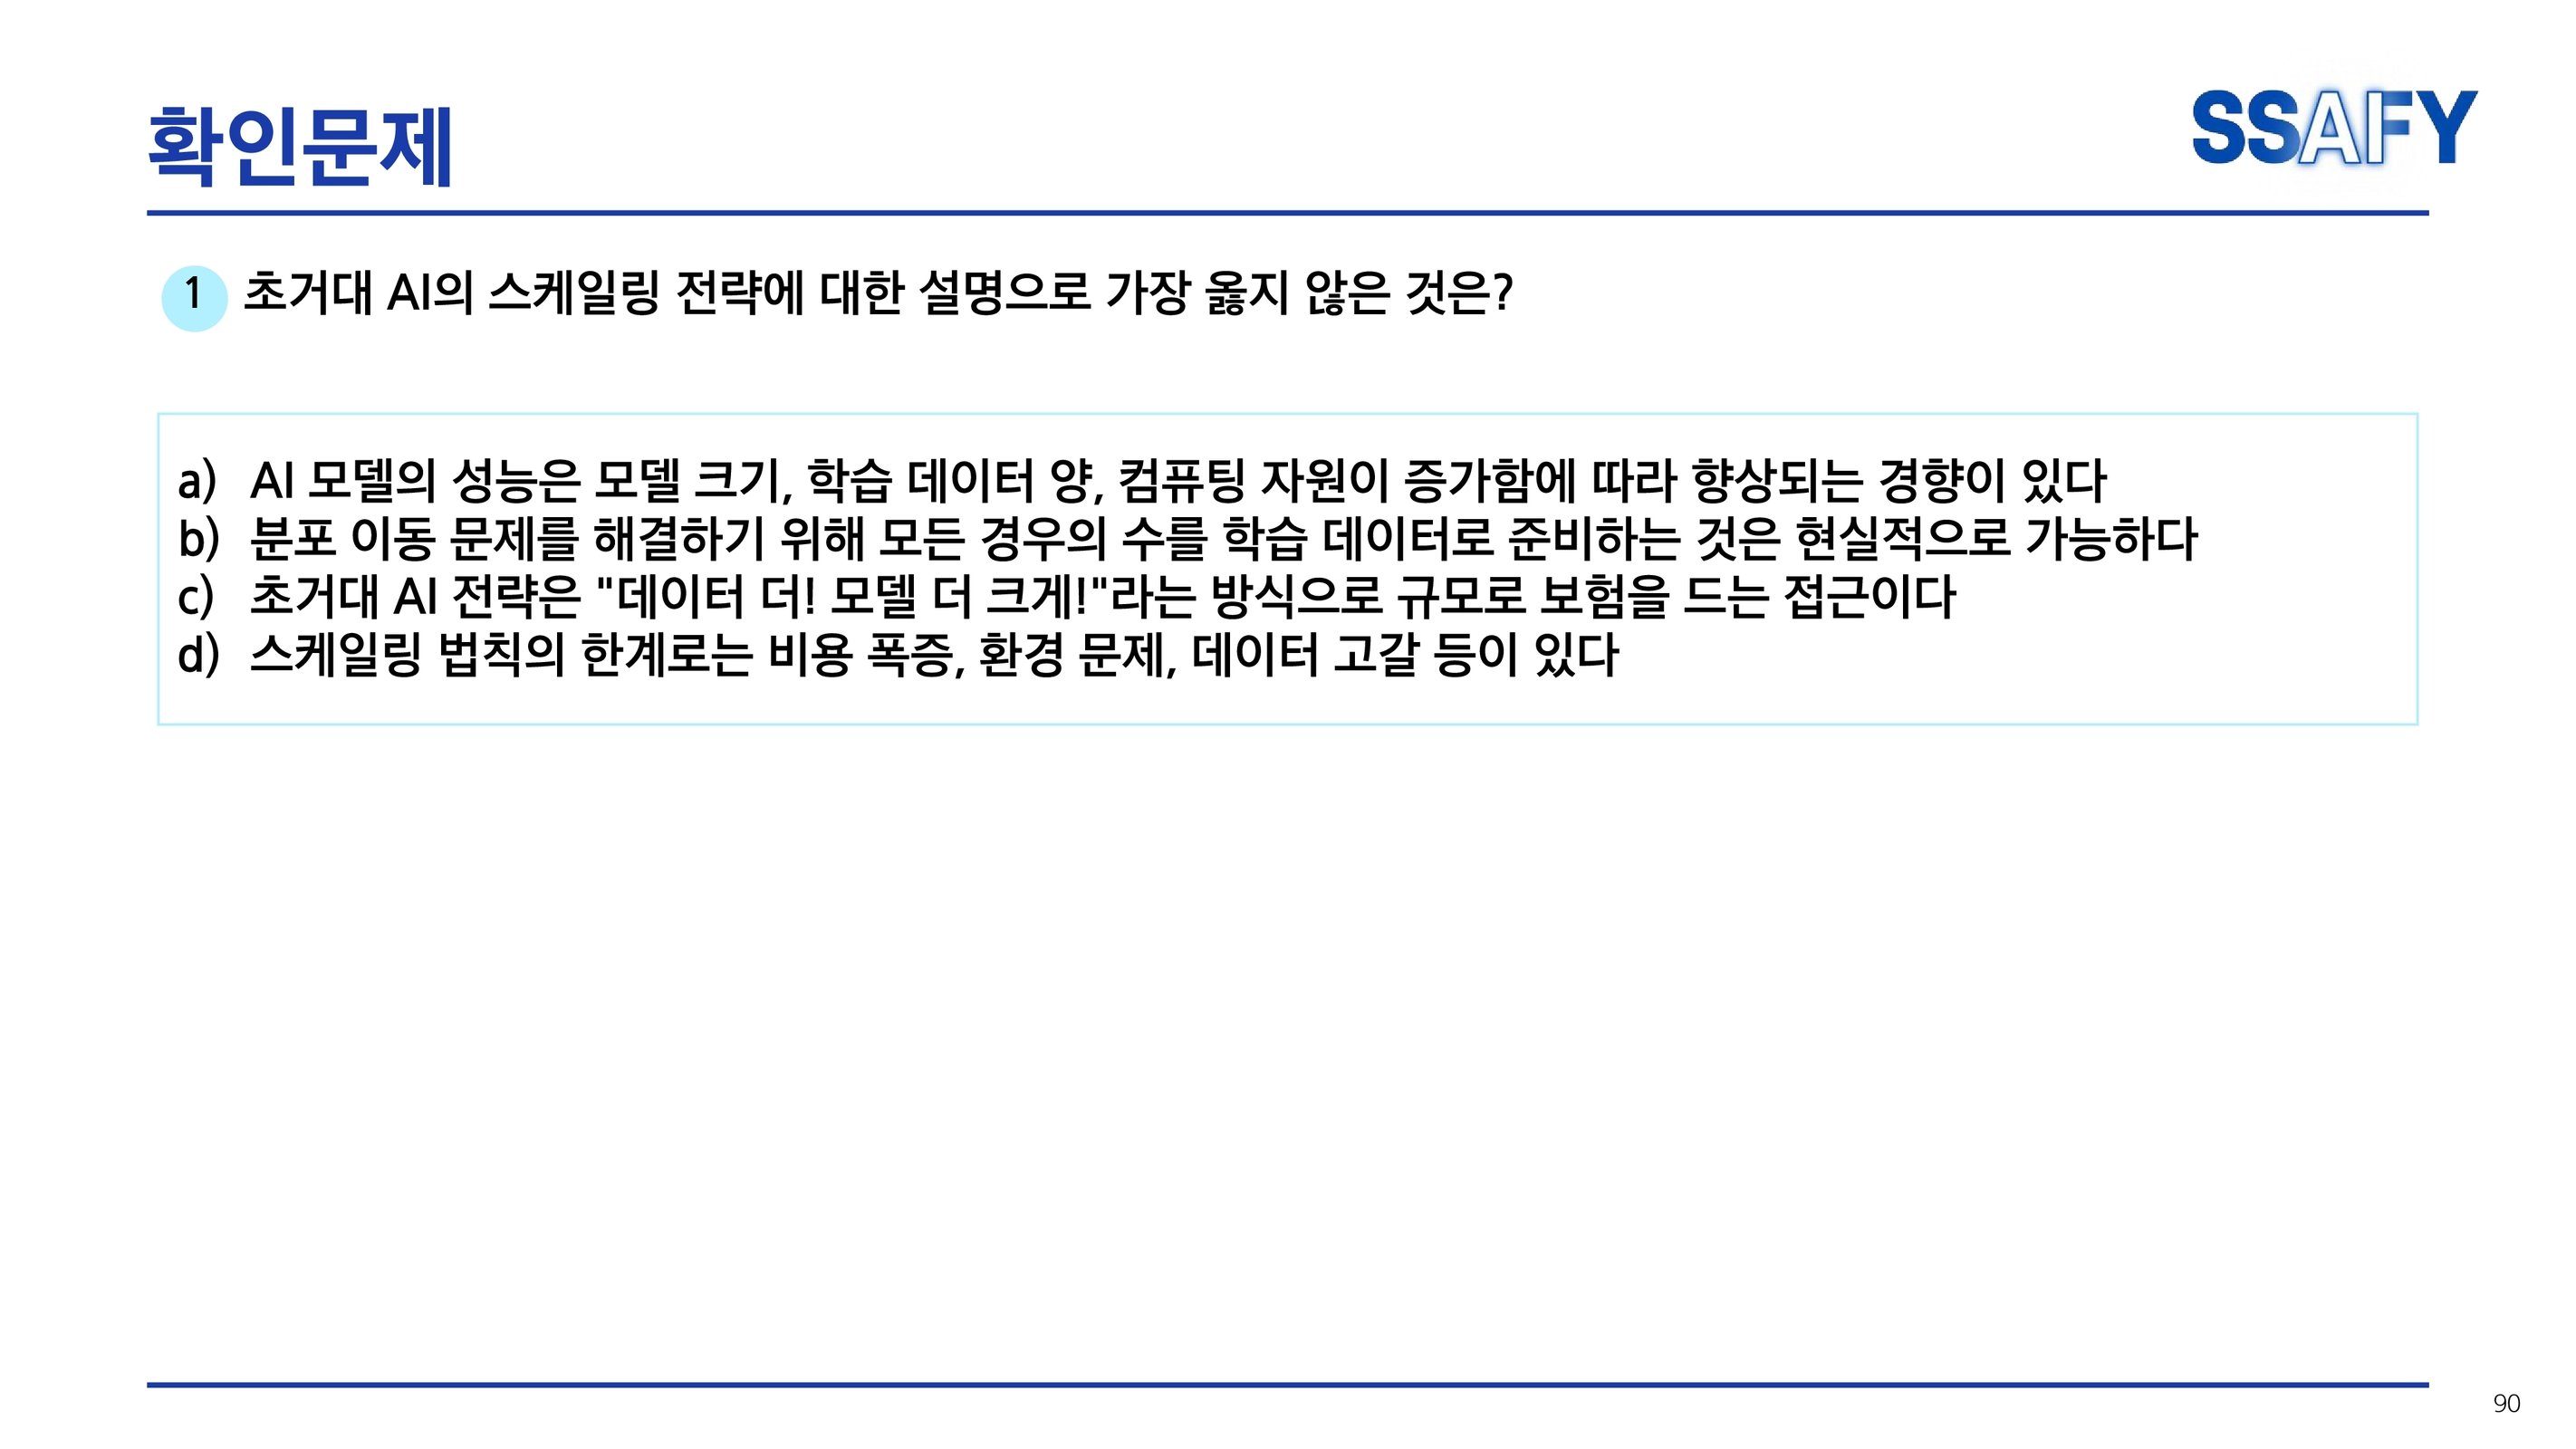 확인문제
SSAFY
1 초거대 AI의 스케일링 전략에 대한 설명으로 가장 옳지 않은 것은?
a) AI 모델의 성능은 모델 크기, 학습 데이터 양, 컴퓨팅 자원이 증가함에 따라 향상되는 경향이 있다
b) 분포 이동 문제를 해결하기 위해 모든 경우의 수를 학습 데이터로 준비하는 것은 현실적으로 가능하다
c) 초거대 AI 전략은 "데이터 더! 모델 더 크게!"라는 방식으로 규모로 보험을 드는 접근이다
d) 스케일링 법칙의 한계로는 비용 폭증, 환경 문제, 데이터 고갈 등이 있다
90